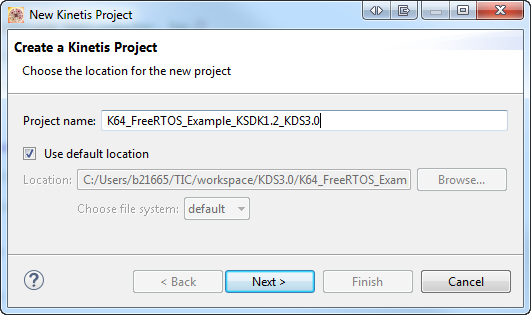 New Kinetis Project
Create a Kinetis Project
Choose the location for the new project
Project name: K64_FreeRTOS_Example_KSDK1.2_KDS3.0
Use default location
Location: C:/Users/b21665/TIC/workspace/KDS3.0/K64_FreeRTOS_Exam Browse...
Choose file system: default
? < Back Next > Finish Cancel